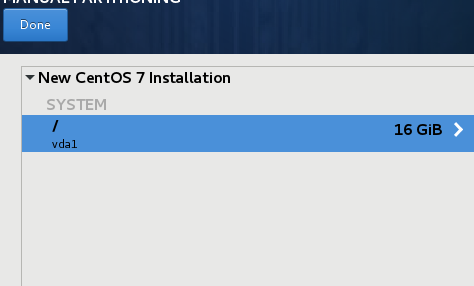 MANUAL PARTITIONING
Done
New CentOS 7 Installation
SYSTEM
/
16 GiB
vda1